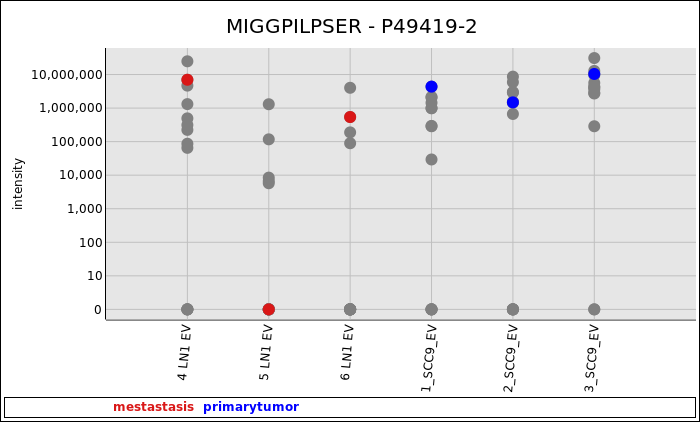 MIGGPILPSER - P49419-2
intensity
10,000,000
1,000,000
100,000
10,000
1,000
100
10
0
4 LN1 EV
5 LN1 EV
6 LN1 EV
1_SCC9_EV
2_SCC9_EV
3_SCC9_EV
mestastasis primarytumor